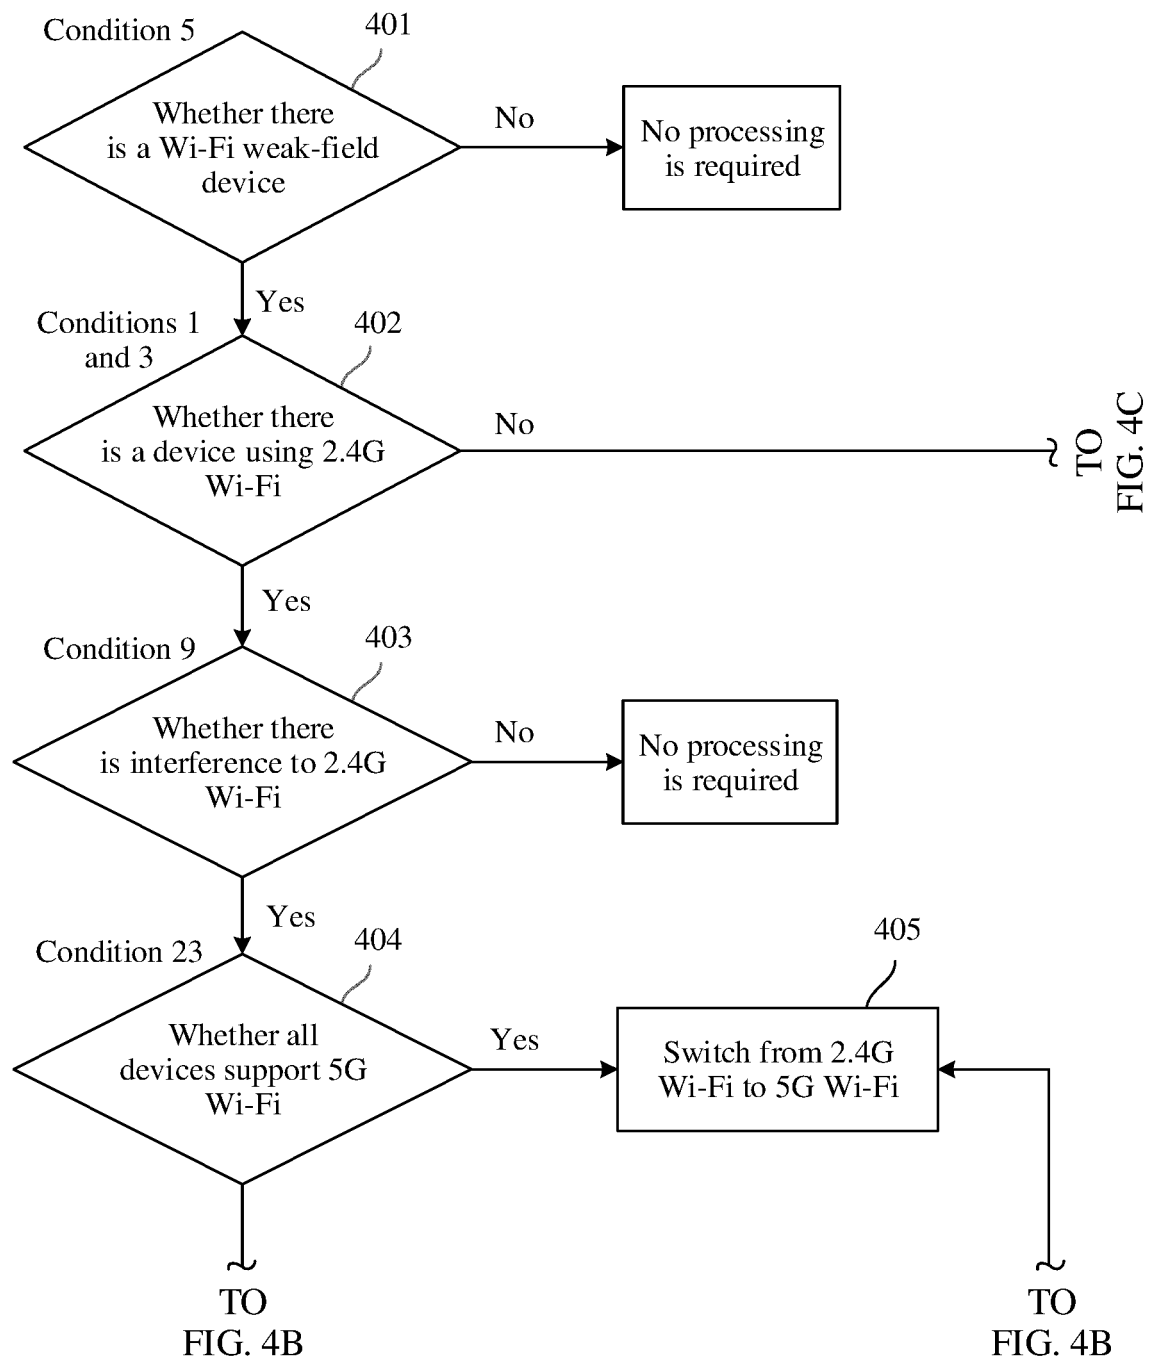 Condition 5
401
Whether there
is a Wi-Fi weak-field
device
No
No processing
is required
Yes
Conditions 1
and 3
402
Whether there
is a device using 2.4G
Wi-Fi
No
TO
FIG. 4C
Yes
Condition 9
403
Whether there
is interference to 2.4G
Wi-Fi
No
No processing
is required
Yes
Condition 23
404
Whether all
devices support 5G
Wi-Fi
Yes
405
Switch from 2.4G
Wi-Fi to 5G Wi-Fi
TO
FIG. 4B
TO
FIG. 4B